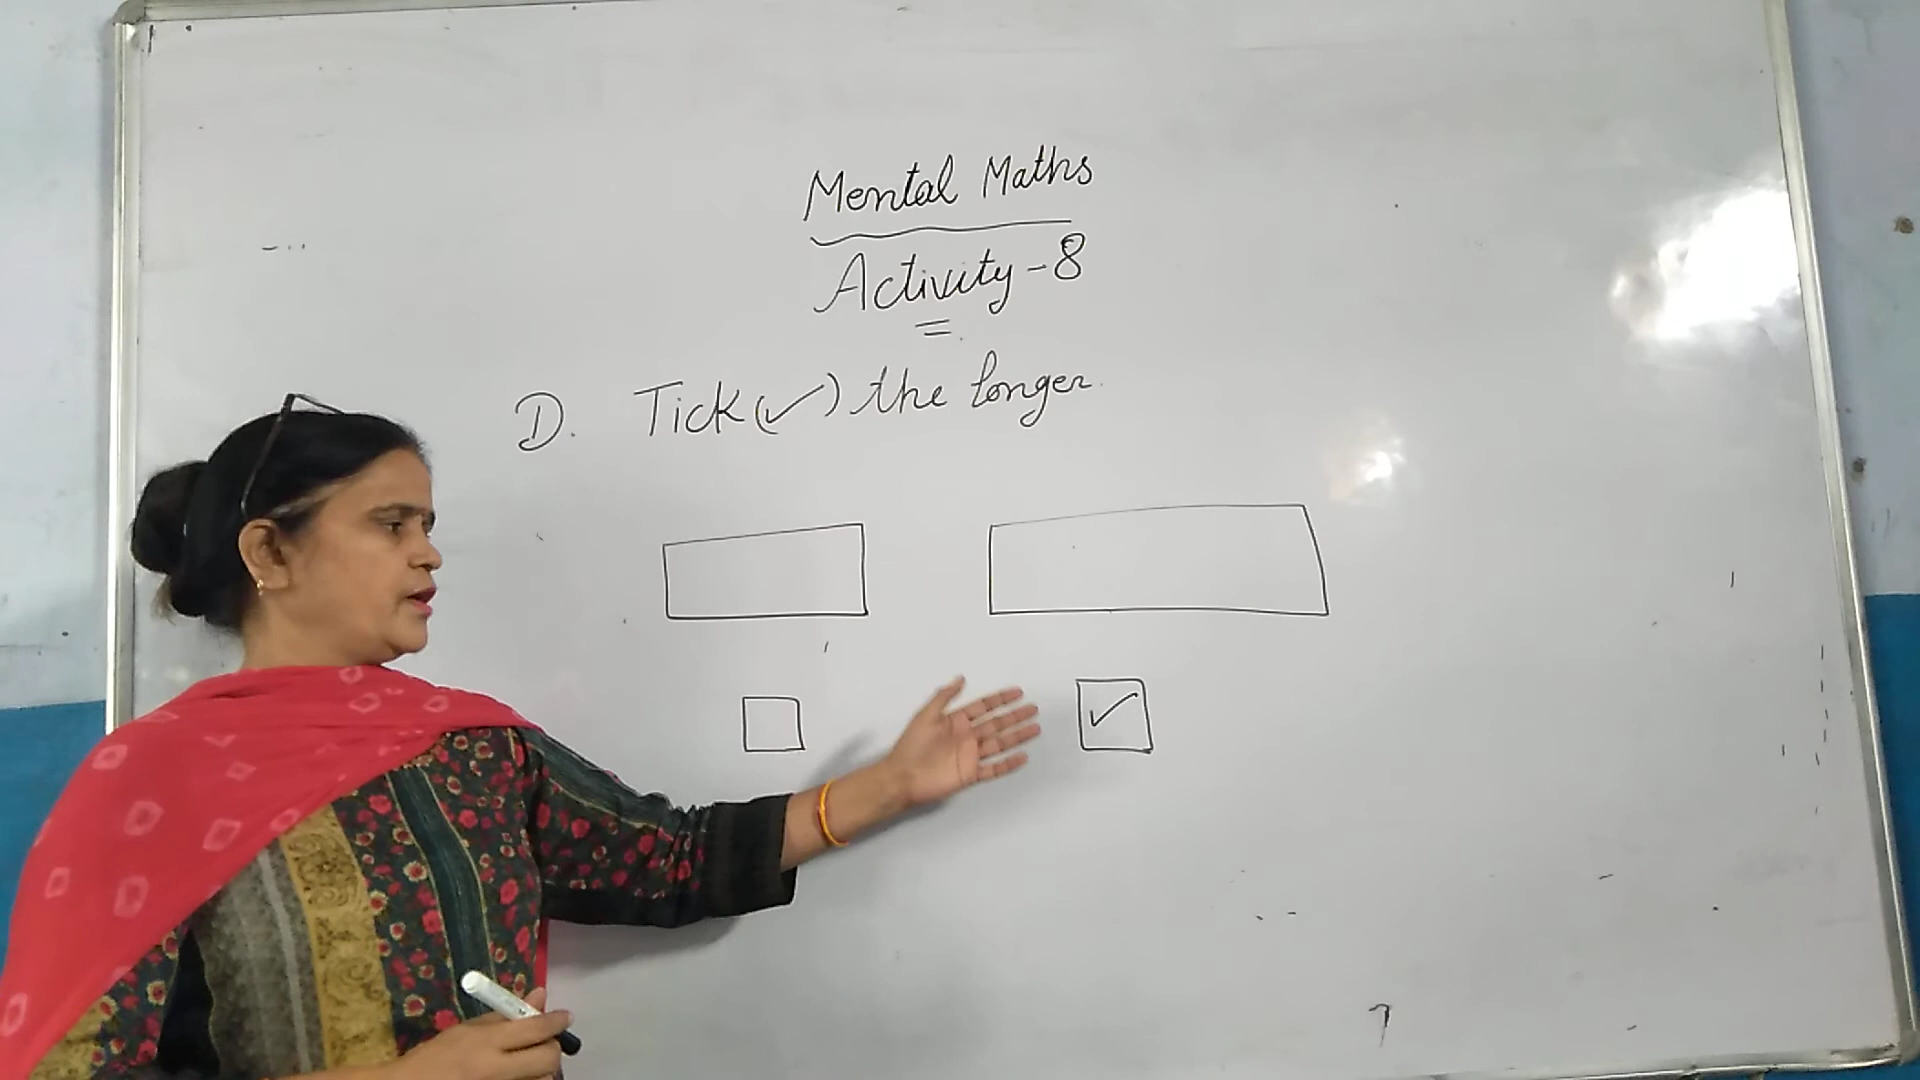 Mental Maths
Activity-8
D. Tick(✓) the longer.